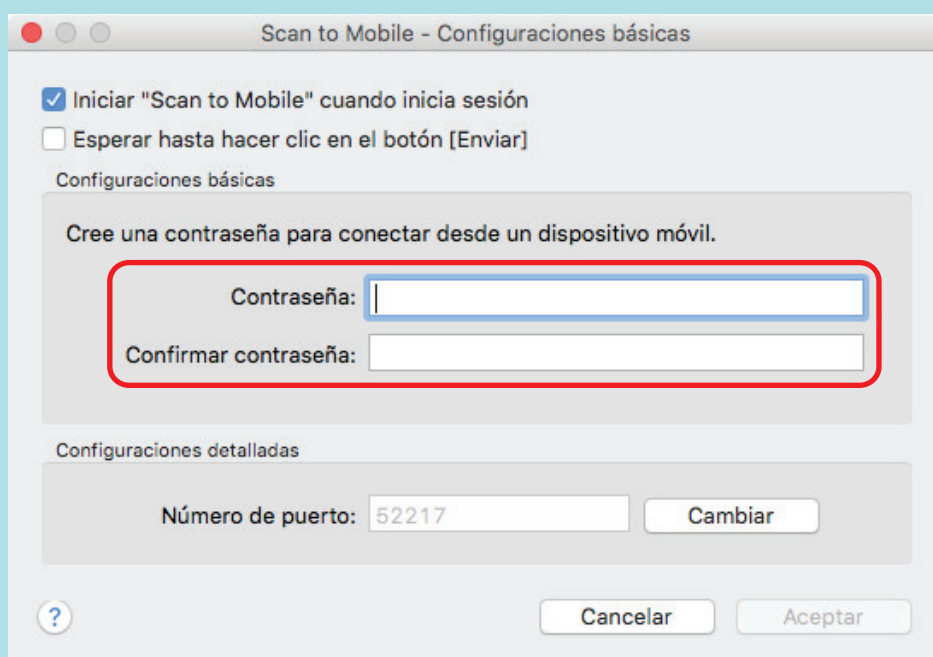 Scan to Mobile - Configuraciones básicas
Iniciar "Scan to Mobile" cuando inicia sesión
Esperar hasta hacer clic en el botón [Enviar]
Configuraciones básicas
Cree una contraseña para conectar desde un dispositivo móvil.
Contraseña:
Confirmar contraseña:
Configuraciones detalladas
Número de puerto: 52217 Cambiar
? Cancelar Aceptar